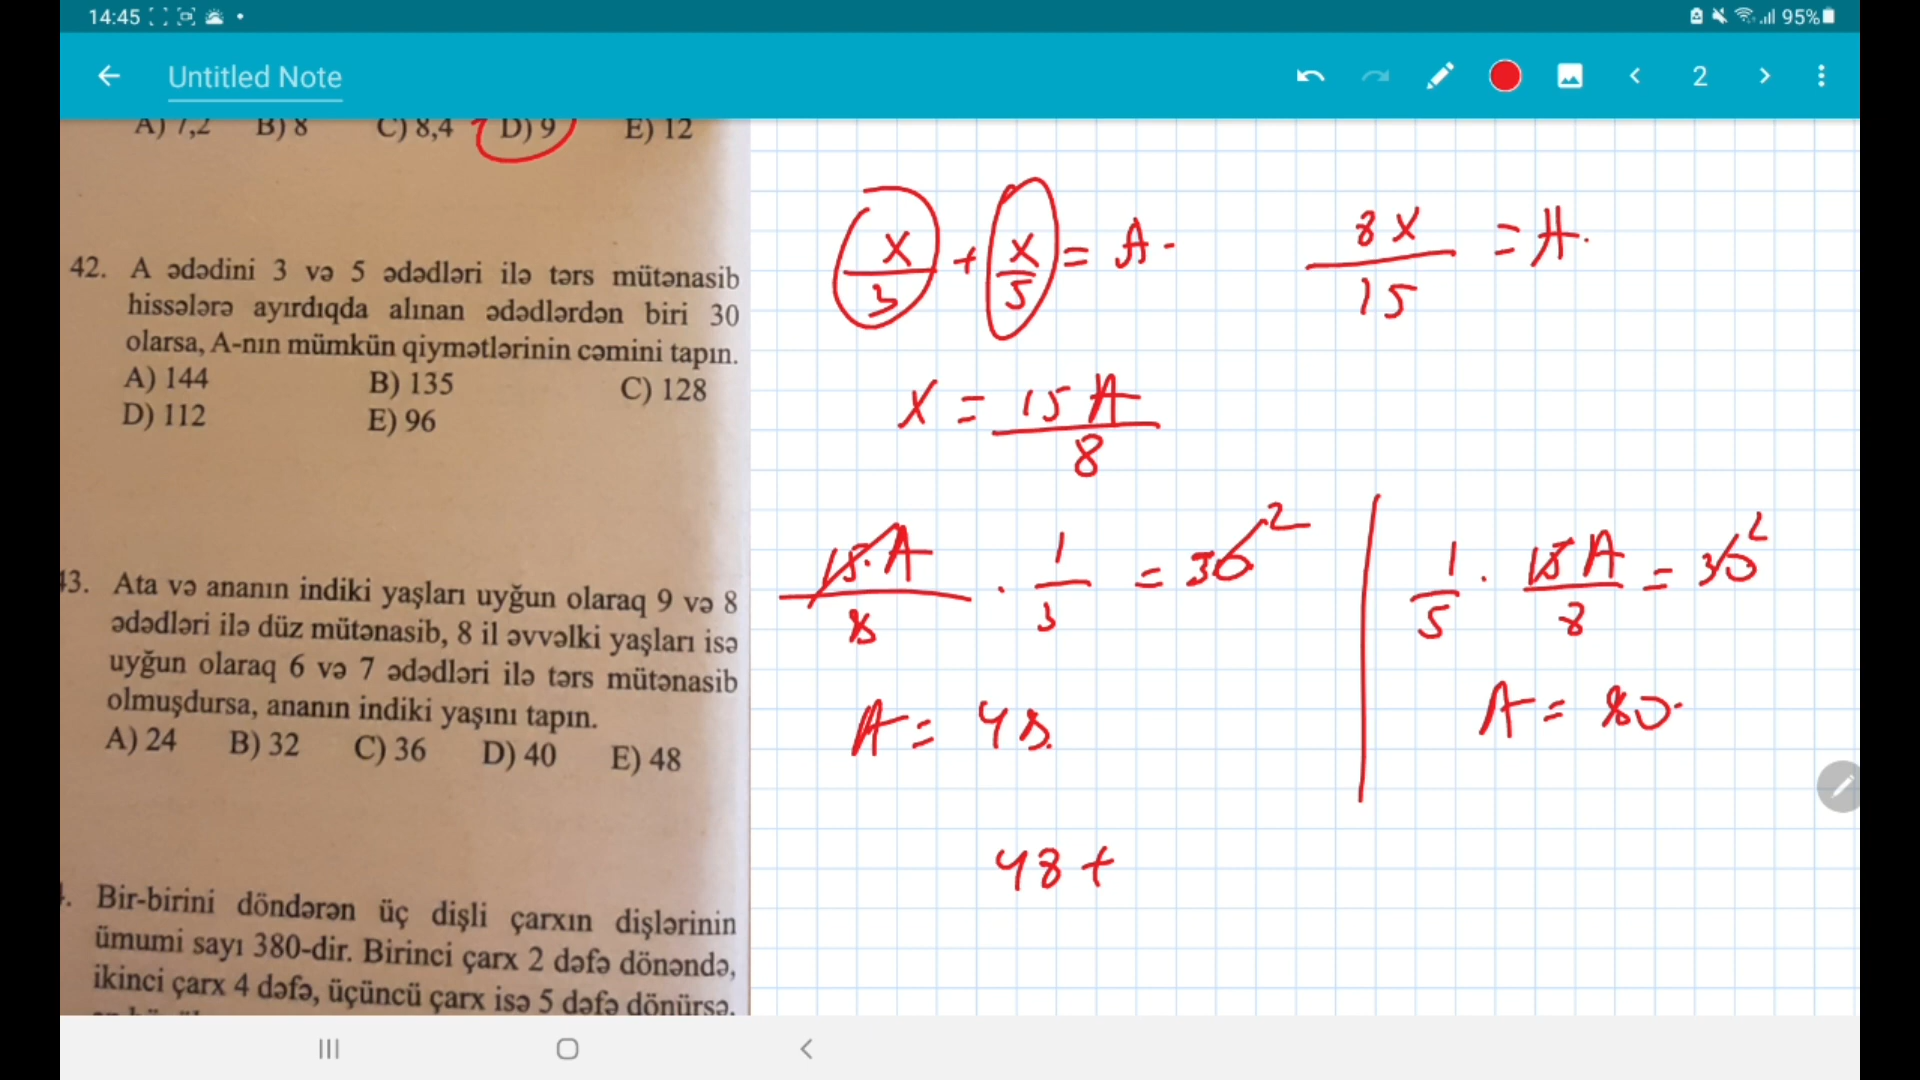 14:45
95%
Untitled Note
2
A) 7,2 B) 8 C) 8,4 D) 9 E) 12
42. A ədədini 3 və 5 ədədləri ilə tərs mütənasib
hissələrə ayırdıqda alınan ədədlərdən biri 30
olarsa, A-nın mümkün qiymətlərinin cəmini tapın.
A) 144 B) 135 C) 128
D) 112 E) 96
43. Ata və ananın indiki yaşları uyğun olaraq 9 və 8
ədədləri ilə düz mütənasib, 8 il əvvəlki yaşları isə
uyğun olaraq 6 və 7 ədədləri ilə tərs mütənasib
olmuşdursa, ananın indiki yaşını tapın.
A) 24 B) 32 C) 36 D) 40 E) 48
Bir-birini döndərən üç dişli çarxın dişlərinin
ümumi sayı 380-dir. Birinci çarx 2 dəfə dönəndə,
ikinci çarx 4 dəfə, üçüncü çarx isə 5 dəfə dönürsə,
x/3 + x/5 = A. 8x/15 = A.
x = 15A/8
15.A/8 . 1/3 = 30 2
1/5 . 15A/8 = 30 2
A = 48.
A = 80.
48 +